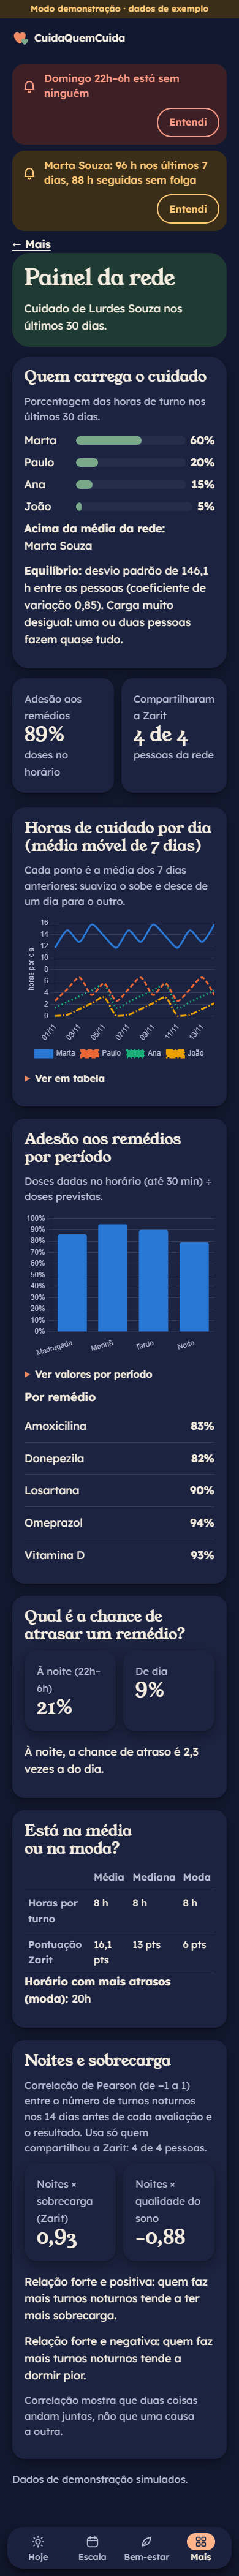 Modo demonstração · dados de exemplo
CuidaQuemCuida
Domingo 22h–6h está sem
ninguém
Entendi
Marta Souza: 96 h nos últimos 7
dias, 88 h seguidas sem folga
Entendi
← Mais
Painel da rede
Cuidado de Lurdes Souza nos
últimos 30 dias.
Quem carrega o cuidado
Porcentagem das horas de turno nos
últimos 30 dias.
Marta 60%
Paulo 20%
Ana 15%
João 5%
Acima da média da rede:
Marta Souza
Equilíbrio: desvio padrão de 146,1
h entre as pessoas (coeficiente de
variação 0,85). Carga muito
desigual: uma ou duas pessoas
fazem quase tudo.
Adesão aos
remédios
89%
doses no
horário
Compartilharam
a Zarit
4 de 4
pessoas da rede
Horas de cuidado por dia
(média móvel de 7 dias)
Cada ponto é a média dos 7 dias
anteriores: suaviza o sobe e desce de
um dia para o outro.
horas por dia
16
14
12
10
8
6
4
2
0
01/11 03/11 05/11 07/11 09/11 11/11 13/11
Marta Paulo Ana João
▶ Ver em tabela
Adesão aos remédios
por período
Doses dadas no horário (até 30 min) ÷
doses previstas.
100%
90%
80%
70%
60%
50%
40%
30%
20%
10%
0%
Madrugada Manhã Tarde Noite
▶ Ver valores por período
Por remédio
Amoxicilina 83%
Donepezila 82%
Losartana 90%
Omeprazol 94%
Vitamina D 93%
Qual é a chance de
atrasar um remédio?
À noite (22h–
6h)
21%
De dia
9%
À noite, a chance de atraso é 2,3
vezes a do dia.
Está na média
ou na moda?
Média Mediana Moda
Horas por
turno
8 h 8 h 8 h
Pontuação
Zarit
16,1
pts
13 pts 6 pts
Horário com mais atrasos
(moda): 20h
Noites e sobrecarga
Correlação de Pearson (de −1 a 1)
entre o número de turnos noturnos
nos 14 dias antes de cada avaliação e
o resultado. Usa só quem
compartilhou a Zarit: 4 de 4 pessoas.
Noites ×
sobrecarga
(Zarit)
0,93
Noites ×
qualidade do
sono
−0,88
Relação forte e positiva: quem faz
mais turnos noturnos tende a ter
mais sobrecarga.
Relação forte e negativa: quem faz
mais turnos noturnos tende a
dormir pior.
Correlação mostra que duas coisas
andam juntas, não que uma causa
a outra.
Dados de demonstração simulados.
Hoje Escala Bem-estar Mais